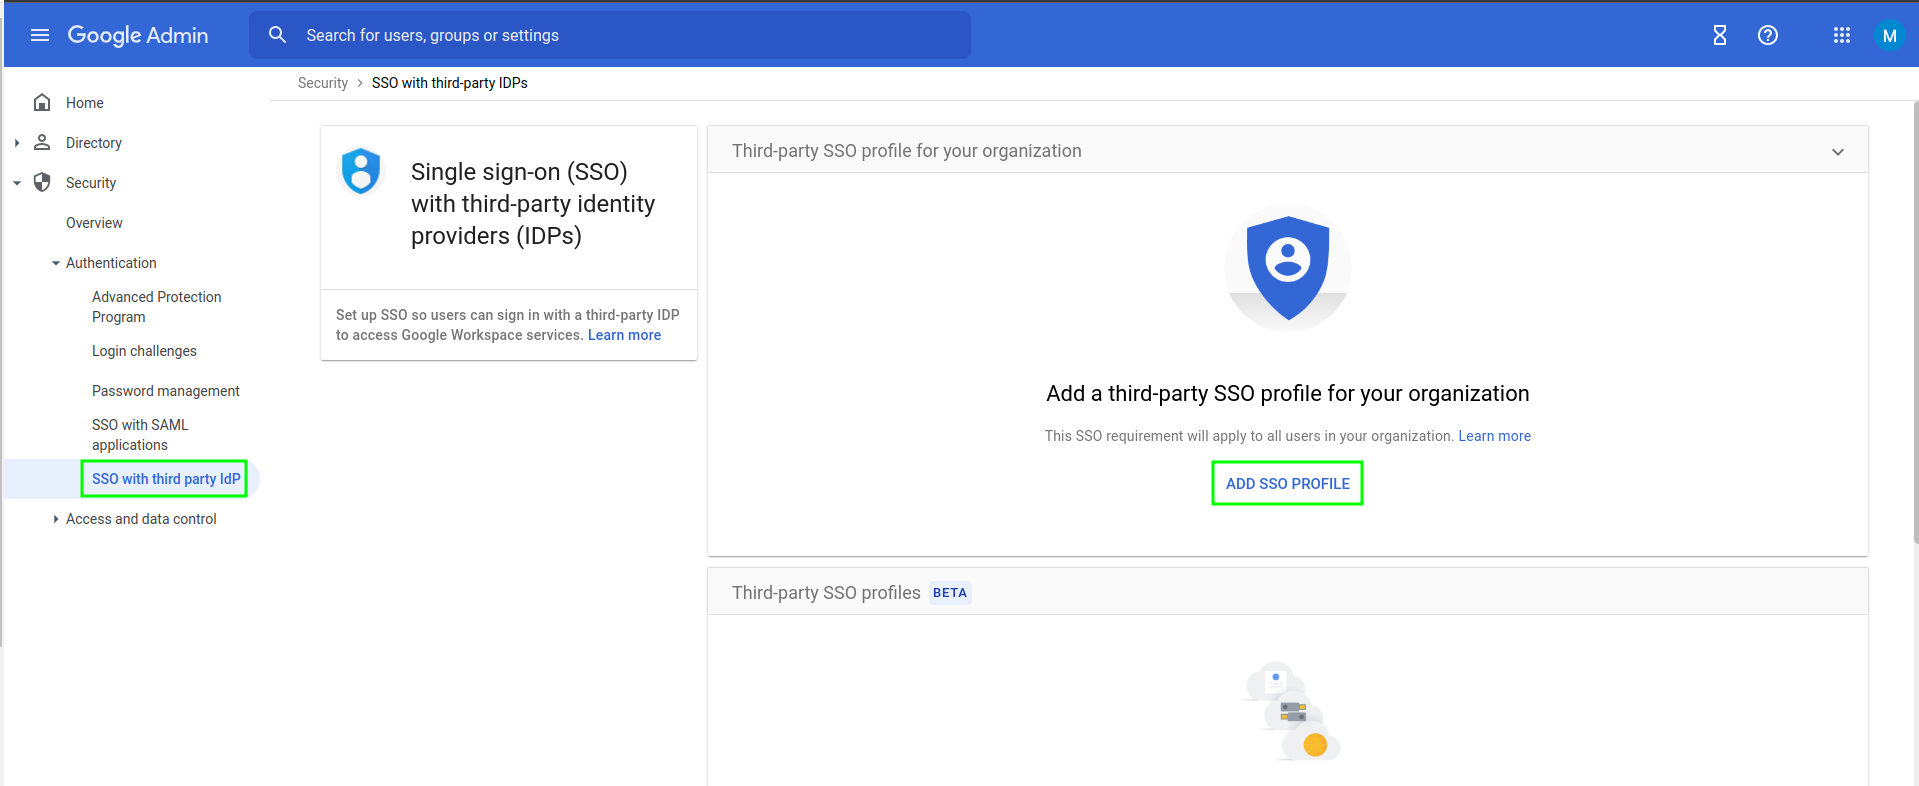 Google Admin
Search for users, groups or settings
M
Security > SSO with third-party IDPs
Home
Directory
Security
Overview
Authentication
Advanced Protection
Program
Login challenges
Password management
SSO with SAML
applications
SSO with third party IdP
Access and data control
Single sign-on (SSO)
with third-party identity
providers (IDPs)
Set up SSO so users can sign in with a third-party IDP
to access Google Workspace services. Learn more
Third-party SSO profile for your organization
Add a third-party SSO profile for your organization
This SSO requirement will apply to all users in your organization. Learn more
ADD SSO PROFILE
Third-party SSO profiles BETA